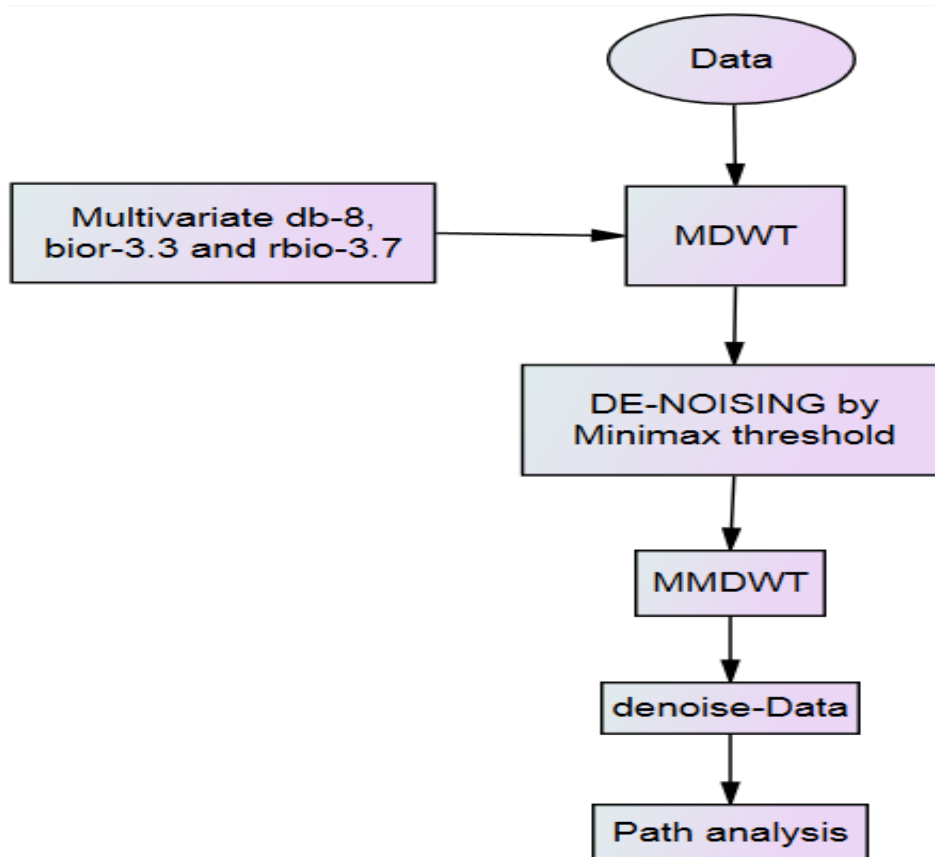 Data
Multivariate db-8,
bior-3.3 and rbio-3.7
MDWT
DE-NOISING by
Minimax threshold
MMDWT
denoise-Data
Path analysis